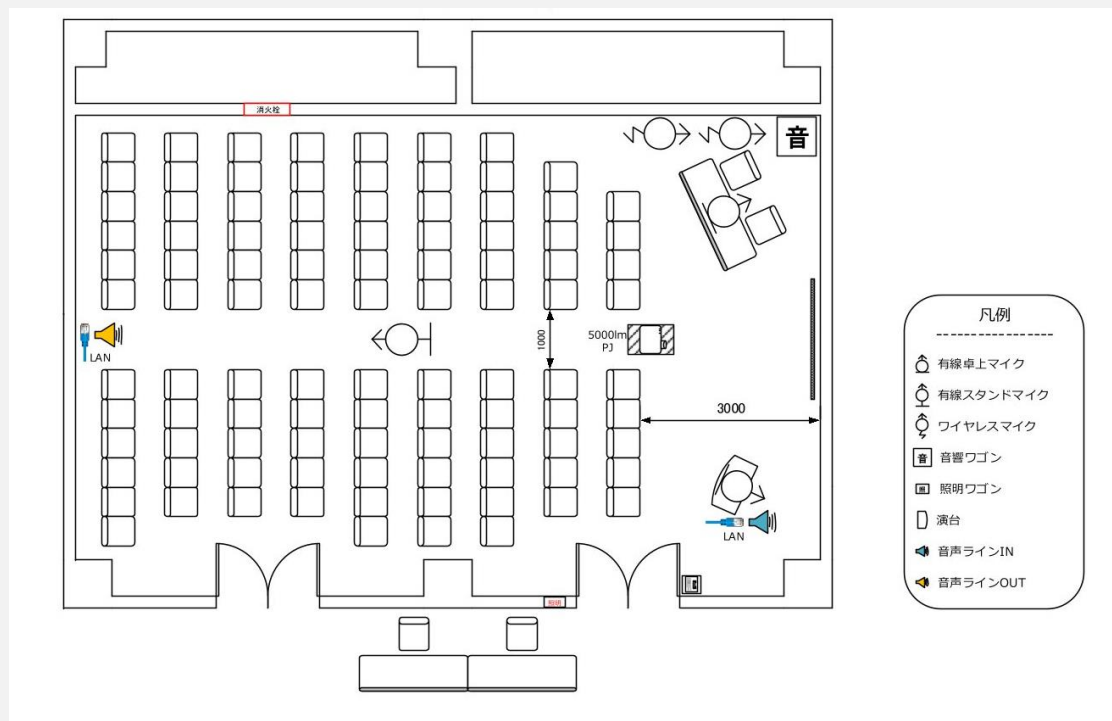 消火栓
音
LAN
1000
5000lm
PJ
3000
LAN
照明
凡例
有線卓上マイク
有線スタンドマイク
ワイヤレスマイク
音
音響ワゴン
照明ワゴン
演台
音声ラインIN
音声ラインOUT